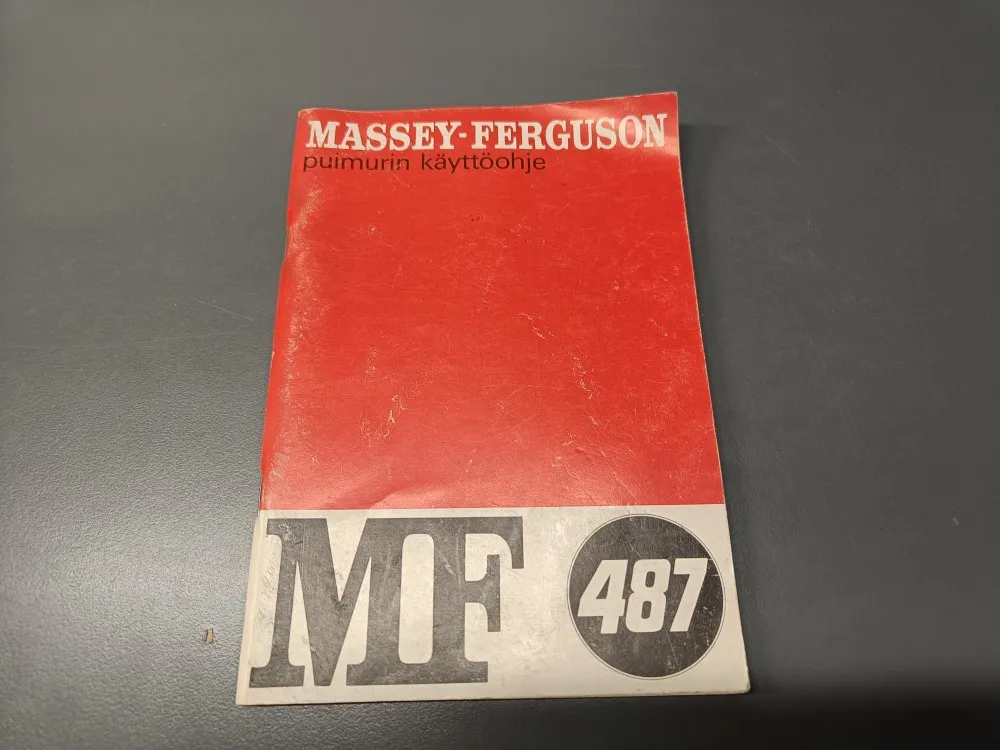 MASSEY-FERGUSON
puimurin käyttöohje
MF
487